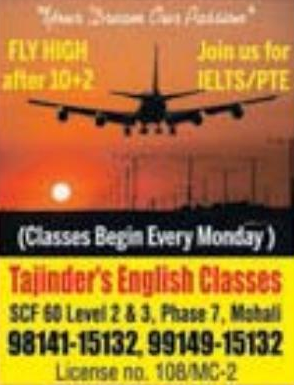 "Your Dream Our Passion"
FLY HIGH Join us for
after 10+2 IELTS/PTE
(Classes Begin Every Monday)
Tajinder's English Classes
SCF 60 Level 2 & 3, Phase 7, Mohali
98141-15132, 99149-15132
License no. 108/MC-2